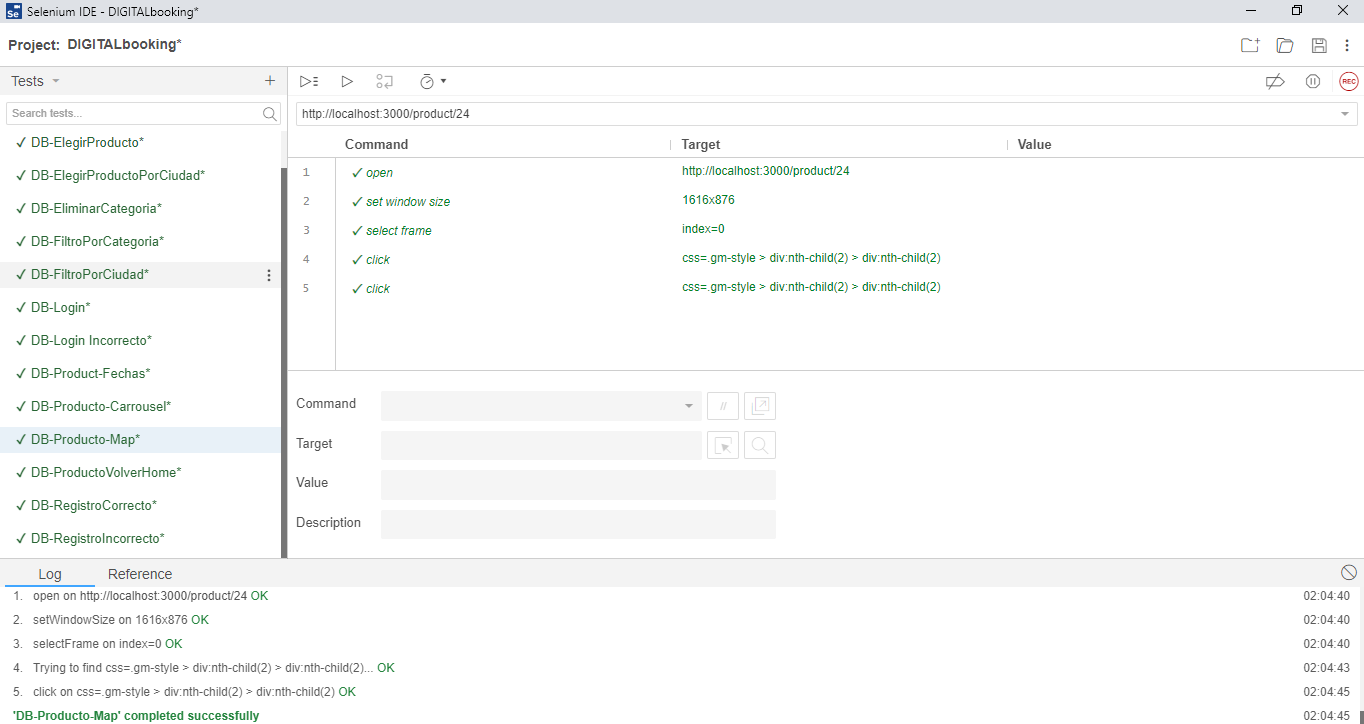 Selenium IDE - DIGITALbooking*
Project: DIGITALbooking*
Tests
Search tests...
✓ DB-ElegirProducto*
✓ DB-ElegirProductoPorCiudad*
✓ DB-EliminarCategoria*
✓ DB-FiltroPorCategoria*
✓ DB-FiltroPorCiudad*
✓ DB-Login*
✓ DB-Login Incorrecto*
✓ DB-Product-Fechas*
✓ DB-Producto-Carrousel*
✓ DB-Producto-Map*
✓ DB-ProductoVolverHome*
✓ DB-RegistroCorrecto*
✓ DB-RegistroIncorrecto*
REC
http://localhost:3000/product/24
Command Target Value
1 ✓ open http://localhost:3000/product/24
2 ✓ set window size 1616x876
3 ✓ select frame index=0
4 ✓ click css=.gm-style > div:nth-child(2) > div:nth-child(2)
5 ✓ click css=.gm-style > div:nth-child(2) > div:nth-child(2)
Command //
Target
Value
Description
Log Reference
1. open on http://localhost:3000/product/24 OK 02:04:40
2. setWindowSize on 1616x876 OK 02:04:40
3. selectFrame on index=0 OK 02:04:40
4. Trying to find css=.gm-style > div:nth-child(2) > div:nth-child(2)... OK 02:04:43
5. click on css=.gm-style > div:nth-child(2) > div:nth-child(2) OK 02:04:45
'DB-Producto-Map' completed successfully 02:04:45